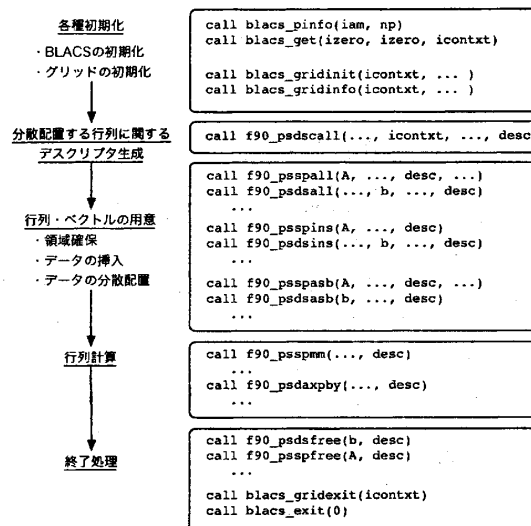 各種初期化
・BLACSの初期化
・グリッドの初期化
call blacs_pinfo(iam, np)
call blacs_get(izero, izero, icontxt)
call blacs_gridinit(icontxt, ... )
call blacs_gridinfo(icontxt, ... )
分散配置する行列に関する
デスクリプタ生成
call f90_psdscall(..., icontxt, ..., desc
行列・ベクトルの用意
・領域確保
・データの挿入
・データの分散配置
call f90_psspall(A, ..., desc, ...)
call f90_psdsall(..., b, ..., desc)
...
call f90_psspins(A, ..., desc)
call f90_psdsins(..., b, ..., desc)
...
call f90_psspasb(A, ..., desc, ...)
call f90_psdsasb(b, ..., desc)
...
行列計算
call f90_psspmm(..., desc)
...
call f90_psdaxpby(..., desc)
...
終了処理
call f90_psdsfree(b, desc)
call f90_psspfree(A, desc)
...
call blacs_gridexit(icontxt)
call blacs_exit(0)